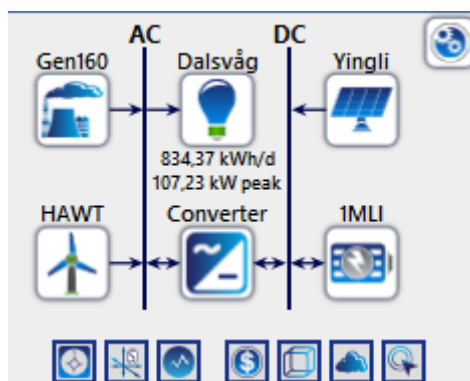 AC DC
Gen160 Dalsvåg Yingli
834,37 kWh/d
107,23 kW peak
HAWT Converter 1MLI